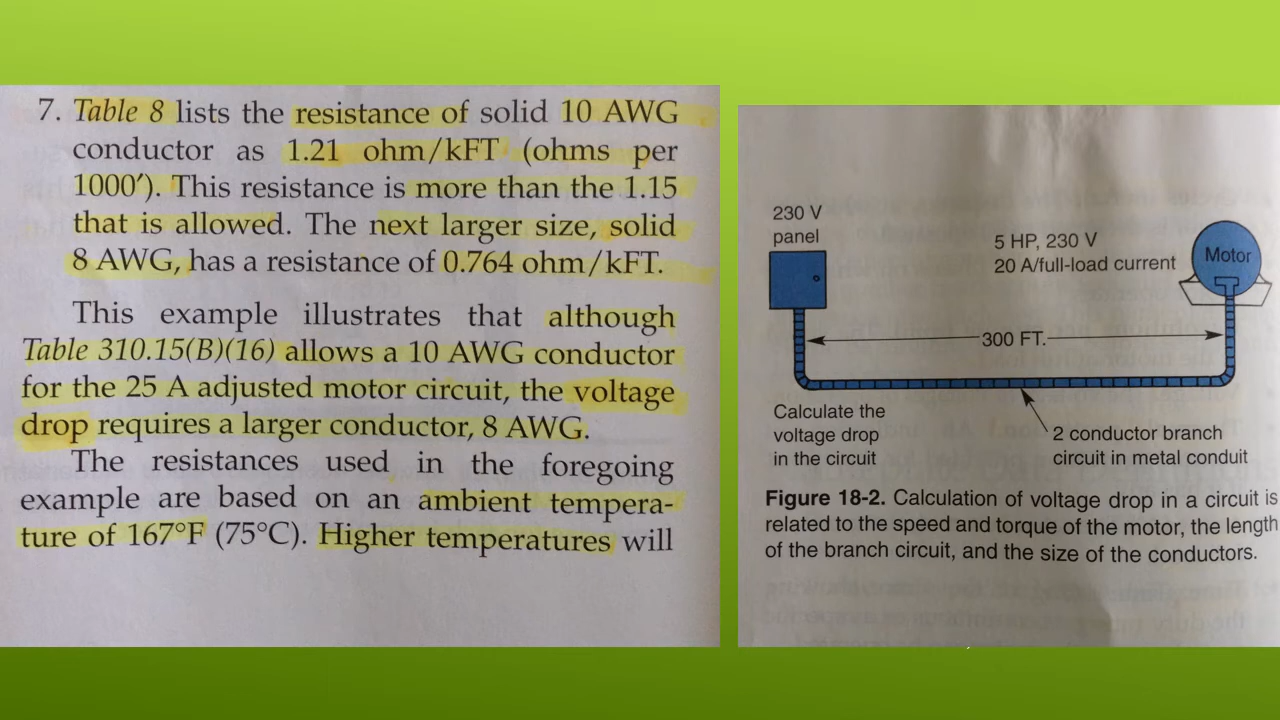 7. Table 8 lists the resistance of solid 10 AWG
conductor as 1.21 ohm/kFT (ohms per
1000′). This resistance is more than the 1.15
that is allowed. The next larger size, solid
8 AWG, has a resistance of 0.764 ohm/kFT.
This example illustrates that although
Table 310.15(B)(16) allows a 10 AWG conductor
for the 25 A adjusted motor circuit, the voltage
drop requires a larger conductor, 8 AWG.
The resistances used in the foregoing
example are based on an ambient tempera-
ture of 167°F (75°C). Higher temperatures will
230 V
panel
5 HP, 230 V
20 A/full-load current
Motor
300 FT.
Calculate the
voltage drop
in the circuit
2 conductor branch
circuit in metal conduit
Figure 18-2. Calculation of voltage drop in a circuit is
related to the speed and torque of the motor, the length
of the branch circuit, and the size of the conductors.